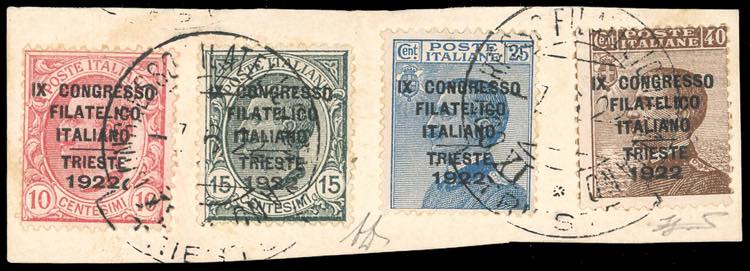 POSTE ITALIANE
IX CONGRESSO
FILATELICO
ITALIANO
TRIESTE
1922
10 10
CENTESIMI
POSTE ITALIANE
IX CONGRESSO
FILATELICO
ITALIANO
TRIESTE
1922
15 15
CENTESIMI
Cent POSTE 25
ITALIANE
IX CONGRESSO
FILATELICO
ITALIANO
TRIESTE
1922
Cent POSTE 40
ITALIANE
IX CONGRESSO
FILATELICO
ITALIANO
TRIESTE
1922